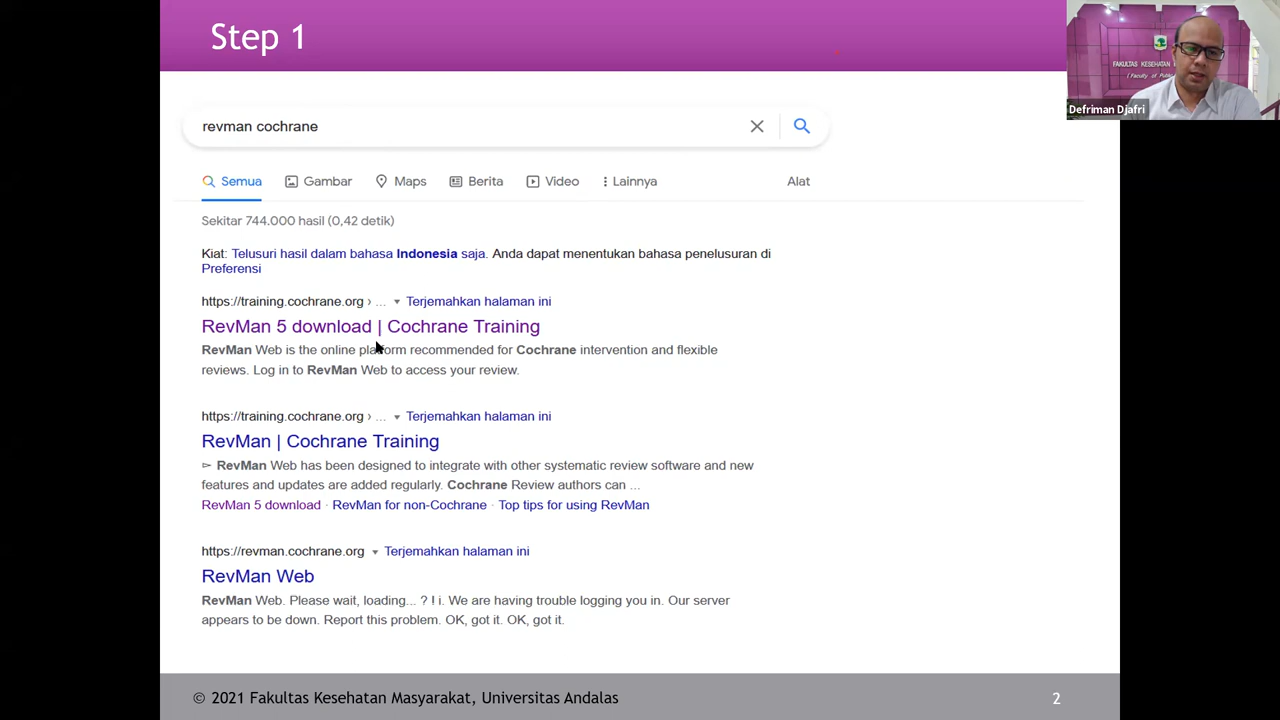 Step 1
FAKULTAS KESEHATAN
(Faculty of Public
Defriman Djafri
revman cochrane
Semua Gambar Maps Berita Video Lainnya Alat
Sekitar 744.000 hasil (0,42 detik)
Kiat: Telusuri hasil dalam bahasa Indonesia saja. Anda dapat menentukan bahasa penelusuran di
Preferensi
https://training.cochrane.org › ... Terjemahkan halaman ini
RevMan 5 download | Cochrane Training
RevMan Web is the online platform recommended for Cochrane intervention and flexible
reviews. Log in to RevMan Web to access your review.
https://training.cochrane.org › ... Terjemahkan halaman ini
RevMan | Cochrane Training
▻ RevMan Web has been designed to integrate with other systematic review software and new
features and updates are added regularly. Cochrane Review authors can ...
RevMan 5 download · RevMan for non-Cochrane · Top tips for using RevMan
https://revman.cochrane.org Terjemahkan halaman ini
RevMan Web
RevMan Web. Please wait, loading... ? ! i. We are having trouble logging you in. Our server
appears to be down. Report this problem. OK, got it. OK, got it.
© 2021 Fakultas Kesehatan Masyarakat, Universitas Andalas 2